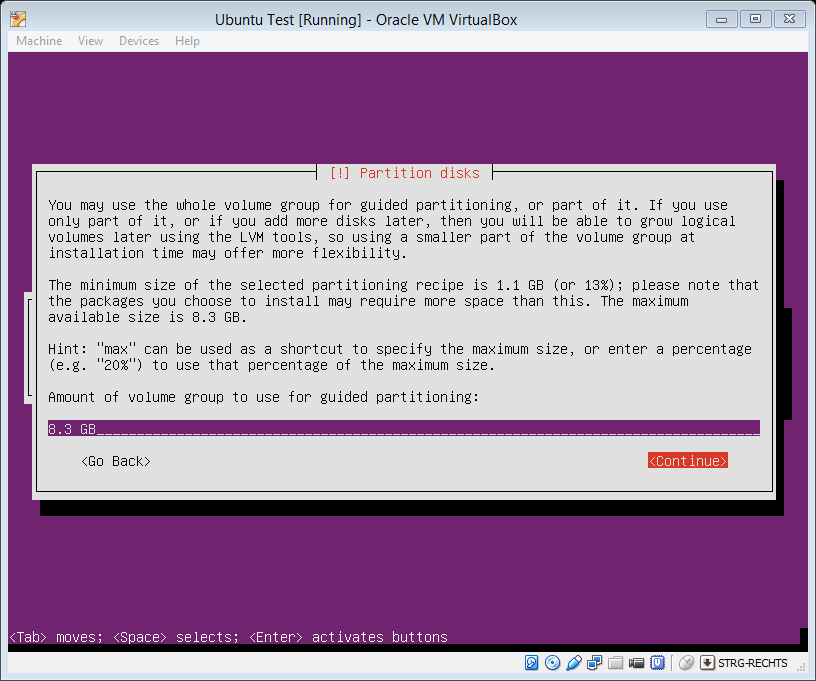 Ubuntu Test [Running] - Oracle VM VirtualBox
Machine View Devices Help
[!] Partition disks
You may use the whole volume group for guided partitioning, or part of it. If you use
only part of it, or if you add more disks later, then you will be able to grow logical
volumes later using the LVM tools, so using a smaller part of the volume group at
installation time may offer more flexibility.
The minimum size of the selected partitioning recipe is 1.1 GB (or 13%); please note that
the packages you choose to install may require more space than this. The maximum
available size is 8.3 GB.
Hint: "max" can be used as a shortcut to specify the maximum size, or enter a percentage
(e.g. "20%") to use that percentage of the maximum size.
Amount of volume group to use for guided partitioning:
8.3 GB
<Go Back> <Continue>
<Tab> moves; <Space> selects; <Enter> activates buttons
STRG-RECHTS